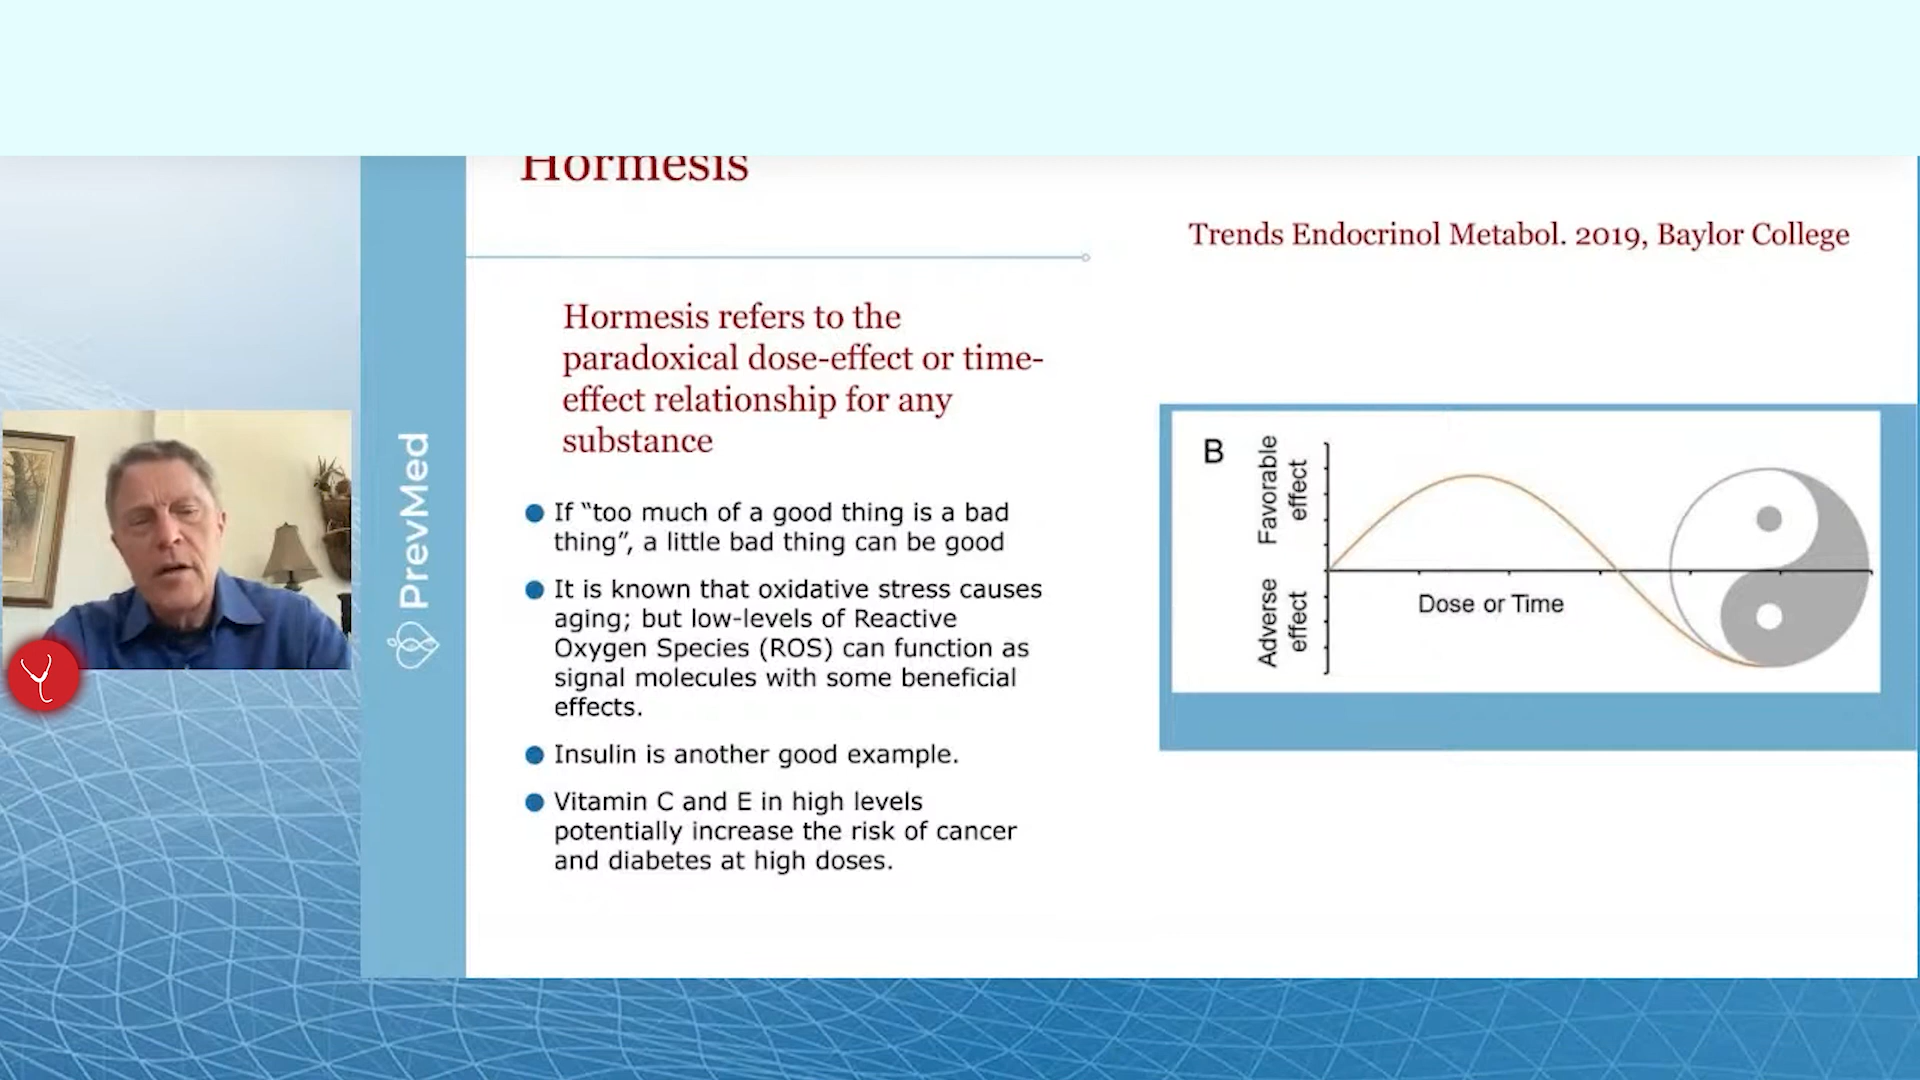 Hormesis
Trends Endocrinol Metabol. 2019, Baylor College
Hormesis refers to the
paradoxical dose-effect or time-
effect relationship for any
substance
If “too much of a good thing is a bad
thing”, a little bad thing can be good
It is known that oxidative stress causes
aging; but low-levels of Reactive
Oxygen Species (ROS) can function as
signal molecules with some beneficial
effects.
Insulin is another good example.
Vitamin C and E in high levels
potentially increase the risk of cancer
and diabetes at high doses.
PrevMed
B
Favorable
effect
Adverse
effect
Dose or Time